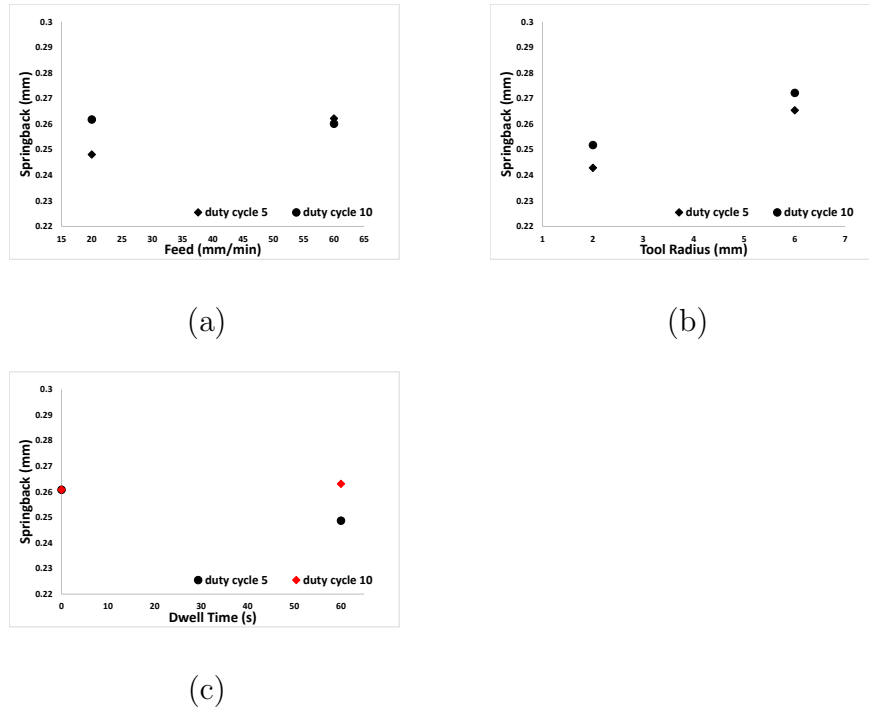 0.3
0.29
0.28
0.27
0.26
0.25
0.24
0.23
0.22
Springback (mm)
duty cycle 5 duty cycle 10
15 20 25 30 35 40 45 50 55 60 65
Feed (mm/min)
(a)
0.3
0.29
0.28
0.27
0.26
0.25
0.24
0.23
0.22
Springback (mm)
duty cycle 5 duty cycle 10
1 2 3 4 5 6 7
Tool Radius (mm)
(b)
0.3
0.29
0.28
0.27
0.26
0.25
0.24
0.23
0.22
Springback (mm)
duty cycle 5 duty cycle 10
0 10 20 30 40 50 60
Dwell Time (s)
(c)